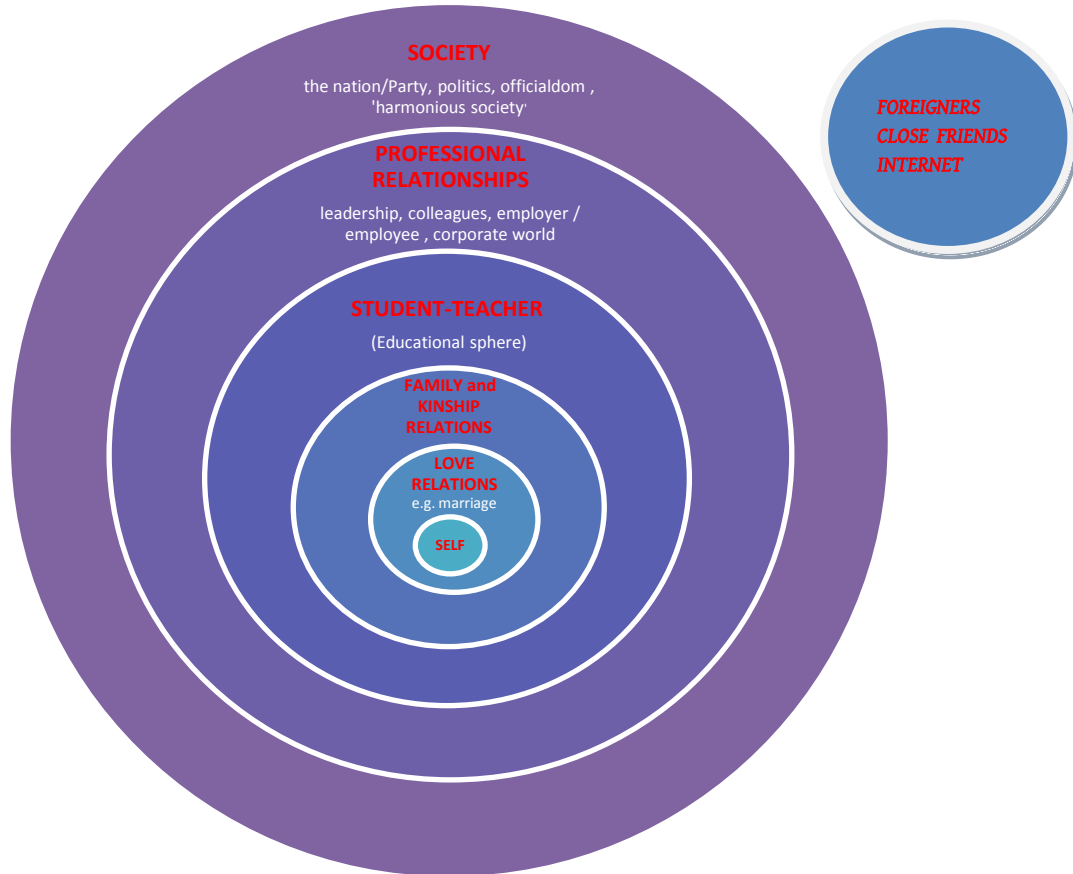 SOCIETY
the nation/Party, politics, officialdom ,
'harmonious society'
PROFESSIONAL
RELATIONSHIPS
leadership, colleagues, employer /
employee , corporate world
STUDENT-TEACHER
(Educational sphere)
FAMILY and
KINSHIP
RELATIONS
LOVE
RELATIONS
e.g. marriage
SELF
FOREIGNERS
CLOSE FRIENDS
INTERNET